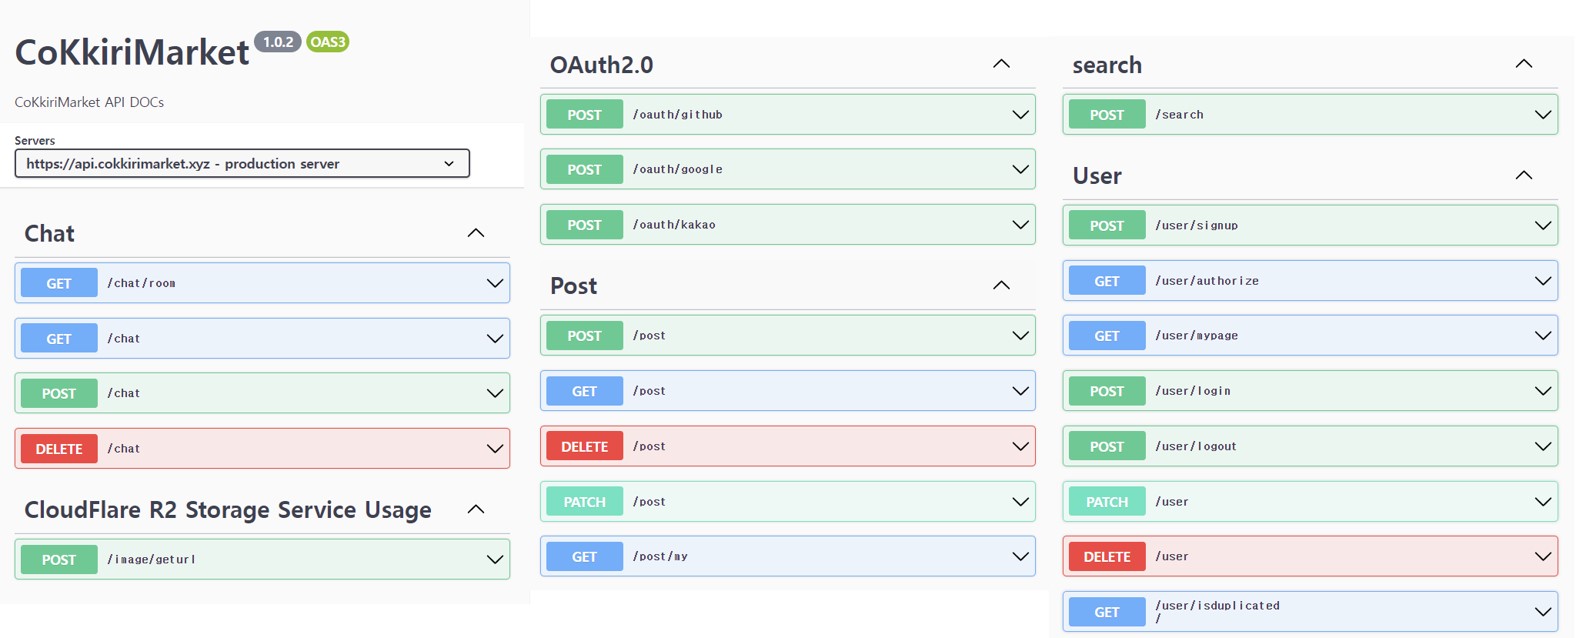 CoKkiriMarket 1.0.2 OAS3
CoKkiriMarket API DOCs
Servers
https://api.cokkirimarket.xyz - production server
Chat
GET /chat/room
GET /chat
POST /chat
DELETE /chat
CloudFlare R2 Storage Service Usage
POST /image/geturl
OAuth2.0
POST /oauth/github
POST /oauth/google
POST /oauth/kakao
Post
POST /post
GET /post
DELETE /post
PATCH /post
GET /post/my
search
POST /search
User
POST /user/signup
GET /user/authorize
GET /user/mypage
POST /user/login
POST /user/logout
PATCH /user
DELETE /user
GET /user/isduplicated
/